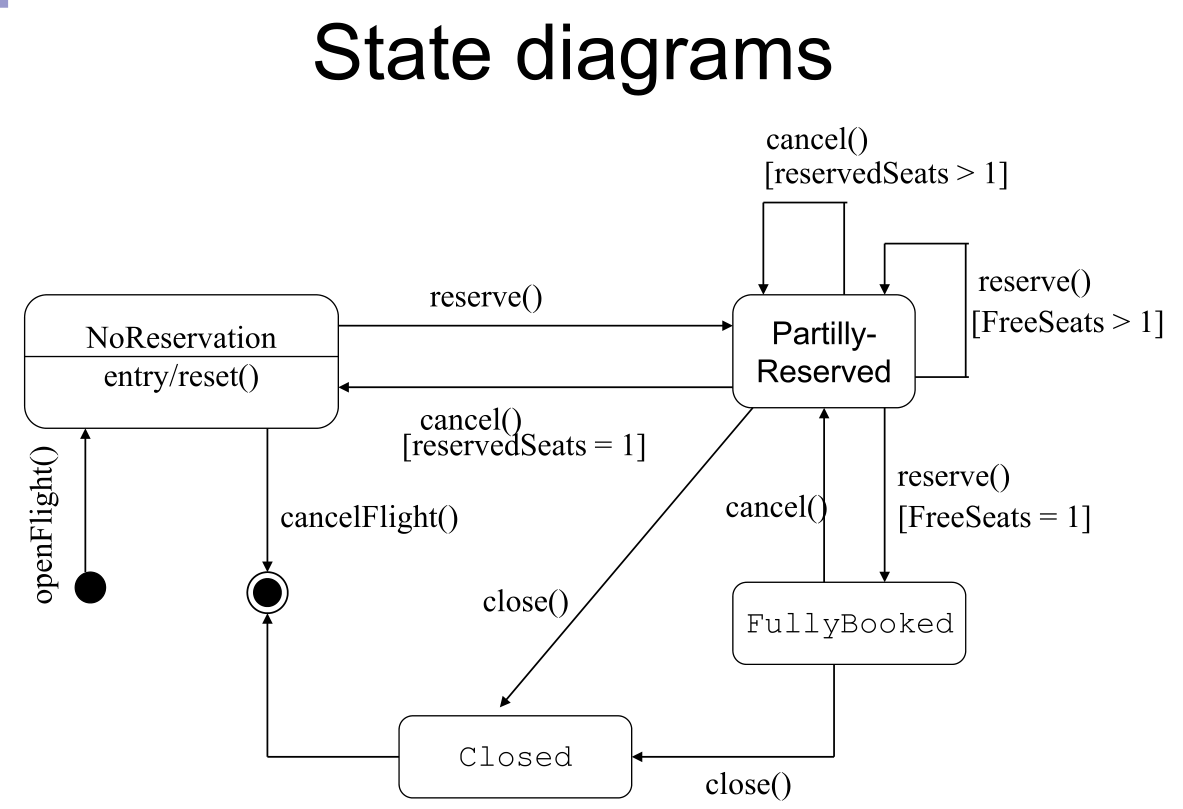 State diagrams
cancel()
[reservedSeats > 1]
reserve()
[FreeSeats > 1]
reserve()
NoReservation
entry/reset()
Partilly-
Reserved
cancel()
[reservedSeats = 1]
openFlight()
cancelFlight()
cancel()
reserve()
[FreeSeats = 1]
close()
FullyBooked
Closed
close()